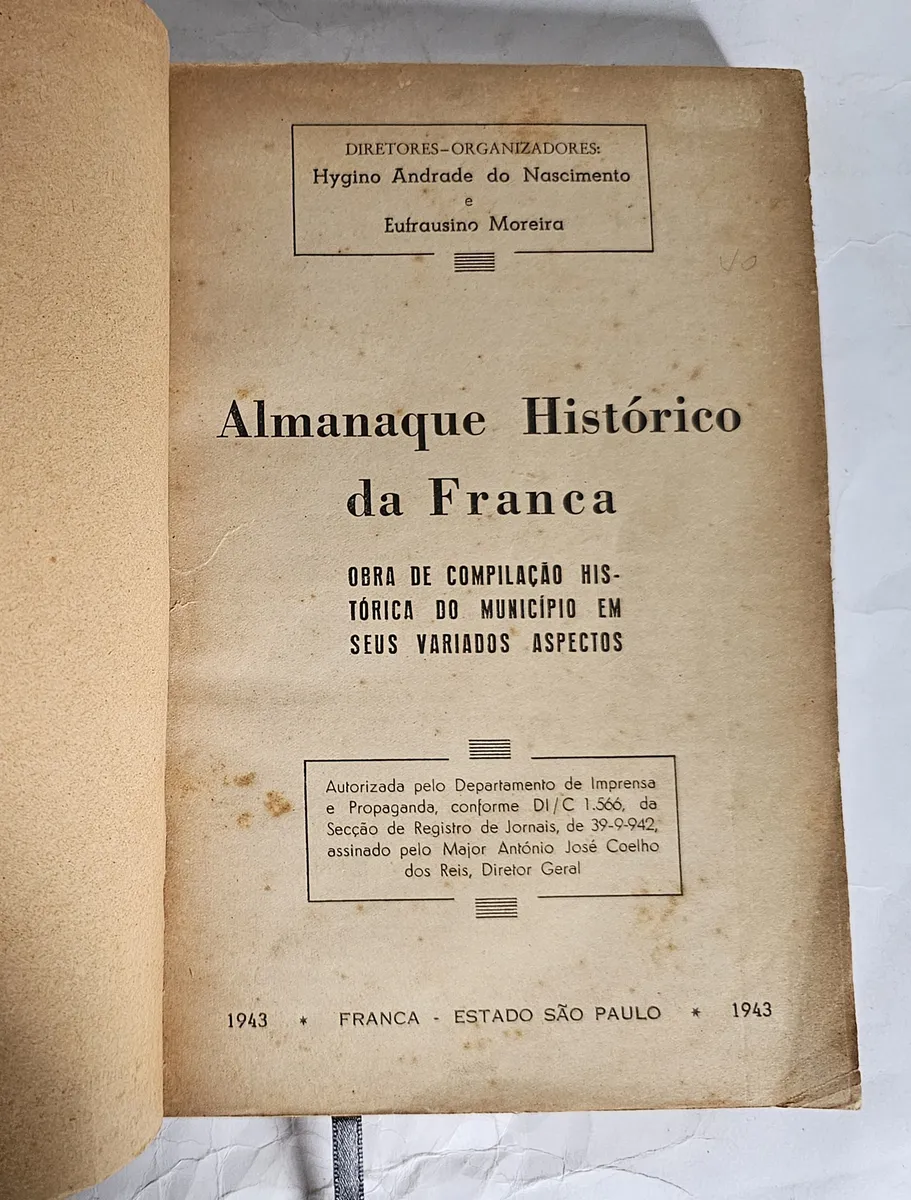 DIRETORES-ORGANIZADORES:
Hygino Andrade do Nascimento
e
Eufrausino Moreira
Almanaque Histórico
da Franca
OBRA DE COMPILAÇÃO HIS-
TÓRICA DO MUNICÍPIO EM
SEUS VARIADOS ASPECTOS
Autorizada pelo Departamento de Imprensa
e Propaganda, conforme DI/C 1.566, da
Secção de Registro de Jornais, de 39-9-942,
assinado pelo Major António José Coelho
dos Reis, Diretor Geral
1943 * FRANCA - ESTADO SÃO PAULO * 1943